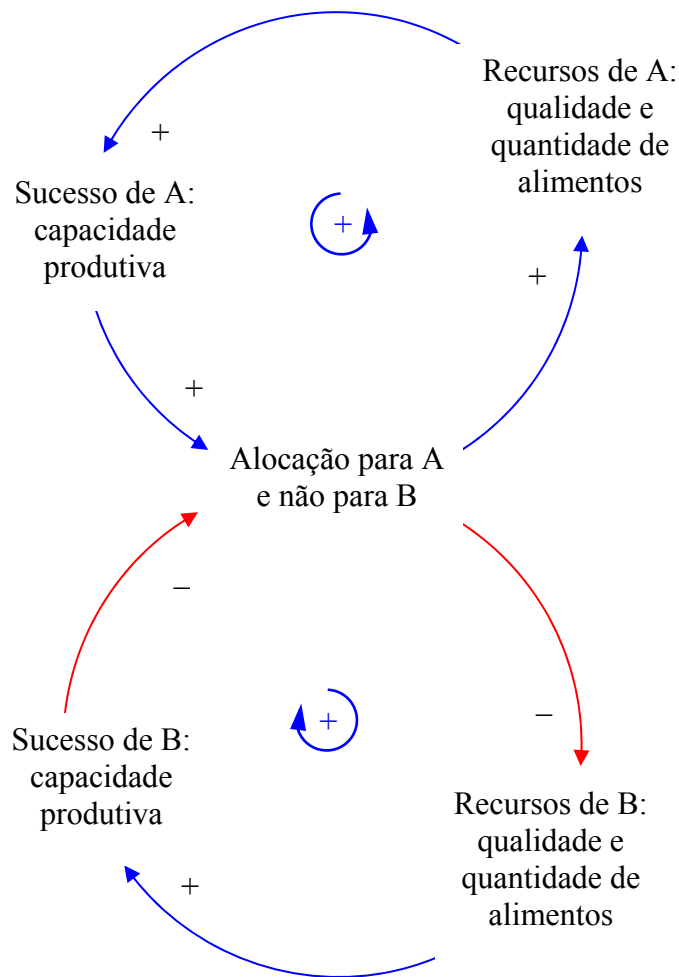 Recursos de A:
qualidade e
quantidade de
alimentos
+
Sucesso de A:
capacidade
produtiva
+
+
+
Alocação para A
e não para B
−
−
+
Sucesso de B:
capacidade
produtiva
Recursos de B:
qualidade e
quantidade de
alimentos
+